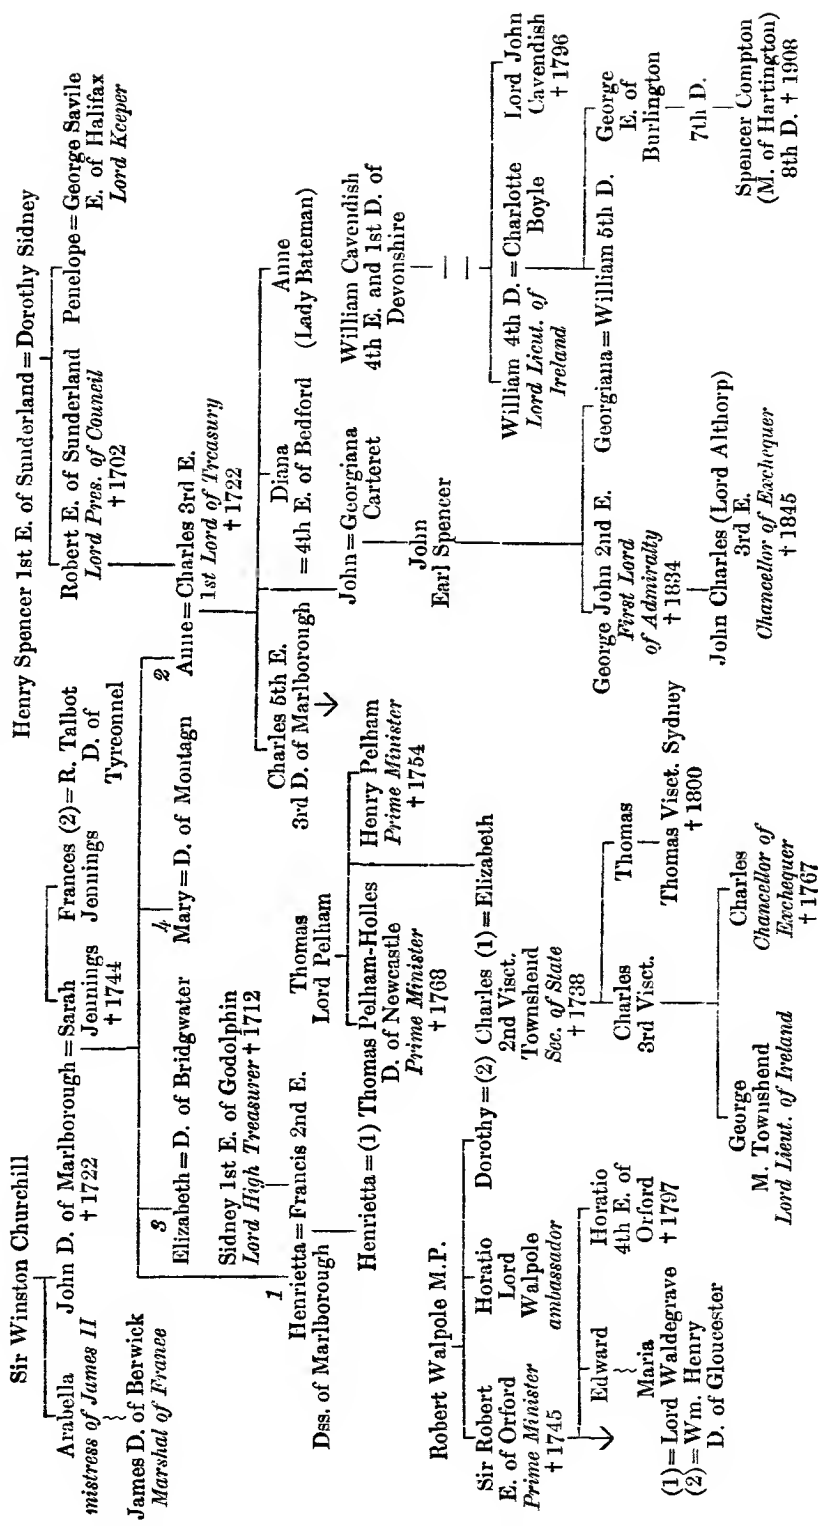 Sir Winston Churchill
Henry Spencer 1st E. of Sunderland = Dorothy Sidney
Arabella
mistress of James II
John D. of Marlborough = Sarah
†1722
Jennings
†1744
Frances (2) = R. Talbot
Jennings
D. of
Tyrconnel
Robert E. of Sunderland
Lord Pres. of Council
†1702
Penelope = George Savile
E. of Halifax
Lord Keeper
James D. of Berwick
Marshal of France
3
Elizabeth = D. of Bridgwater
4
Mary = D. of Montagu
2
Anne = Charles 3rd E.
1st Lord of Treasury
†1722
Sidney 1st E. of Godolphin
Lord High Treasurer †1712
1
Henrietta = Francis 2nd E.
Dss. of Marlborough
Charles 5th E.
3rd D. of Marlborough
John = Georgiana
Carteret
Diana
= 4th E. of Bedford
Anne
(Lady Bateman)
Thomas
Lord Pelham
John
Earl Spencer
William Cavendish
4th E. and 1st D. of
Devonshire
Henrietta = (1) Thomas Pelham-Holles
D. of Newcastle
Prime Minister
†1768
Henry Pelham
Prime Minister
†1754
Robert Walpole M.P.
Sir Robert
E. of Orford
Prime Minister
†1745
Horatio
Lord
Walpole
ambassador
Dorothy = (2) Charles (1) = Elizabeth
2nd Visct.
Townshend
Sec. of State
†1738
William 4th D. = Charlotte
Lord Lieut. of
Ireland
Boyle
Lord John
Cavendish
†1796
George John 2nd E.
First Lord
of Admiralty
†1834
Georgiana = William 5th D.
George
E. of
Burlington
Edward
Horatio
4th E. of
Orford
†1797
Charles
3rd Visct.
Thomas
7th D.
Maria
(1) = Lord Waldegrave
(2) = Wm. Henry
D. of Gloucester
Thomas Visct. Sydney
†1800
John Charles (Lord Althorp)
3rd E.
Chancellor of Exchequer
†1845
Spencer Compton
(M. of Hartington)
8th D. †1908
George
M. Townshend
Lord Lieut. of Ireland
Charles
Chancellor of
Exchequer
†1767